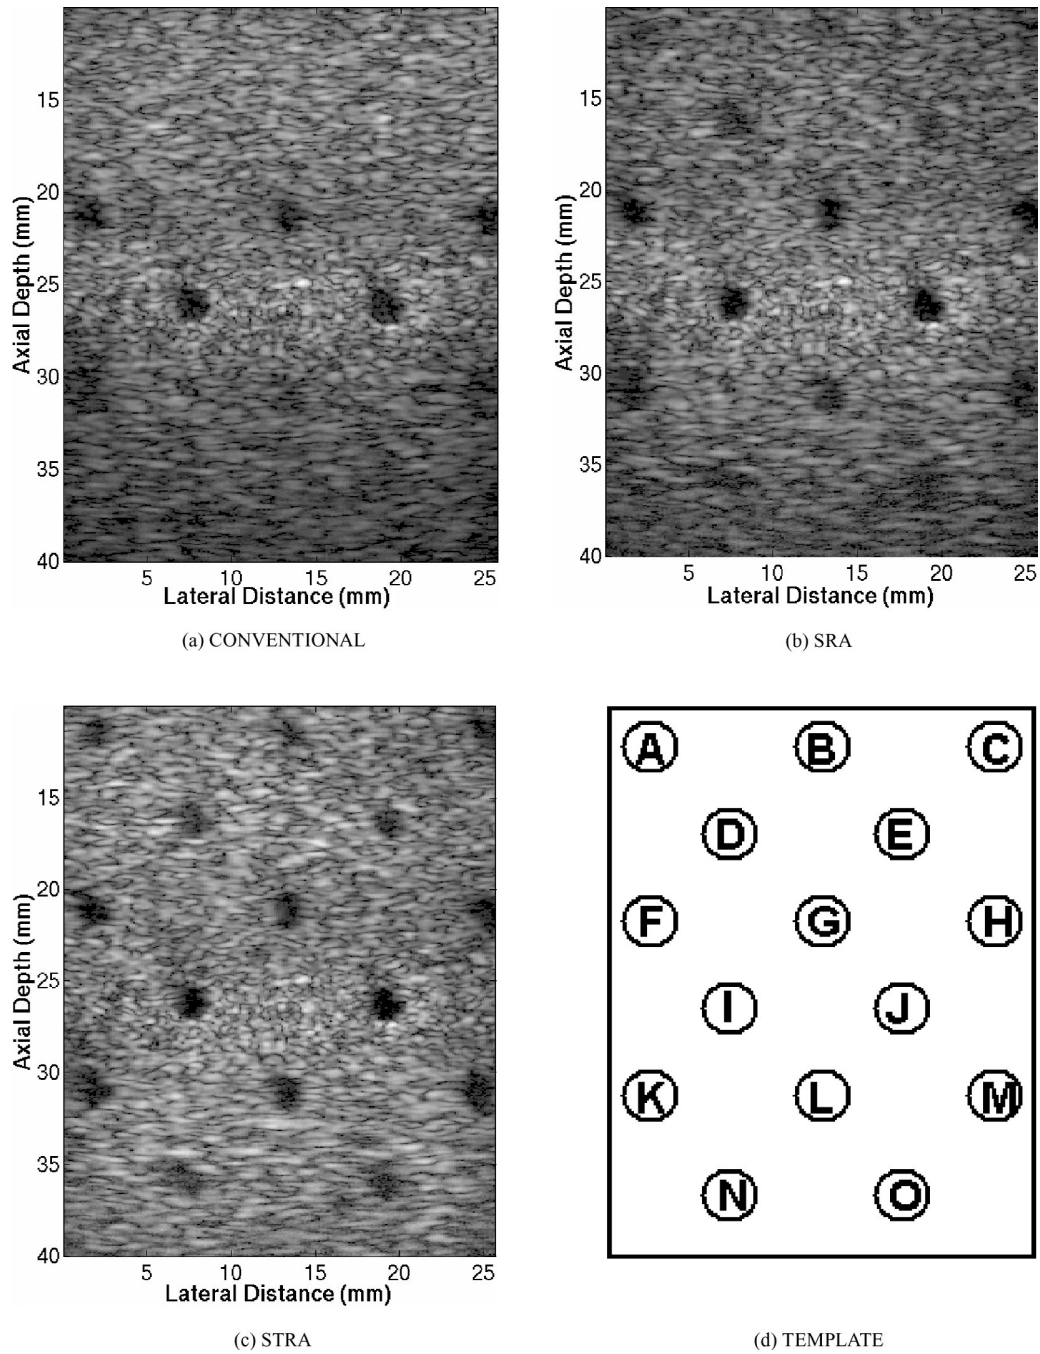 15
20
25
30
35
40
Axial Depth (mm)
5 10 15 20 25
Lateral Distance (mm)
(a) CONVENTIONAL
15
20
25
30
35
40
Axial Depth (mm)
5 10 15 20 25
Lateral Distance (mm)
(b) SRA
15
20
25
30
35
40
Axial Depth (mm)
5 10 15 20 25
Lateral Distance (mm)
(c) STRA
A B C
D E
F G H
I J
K L M
N O
(d) TEMPLATE